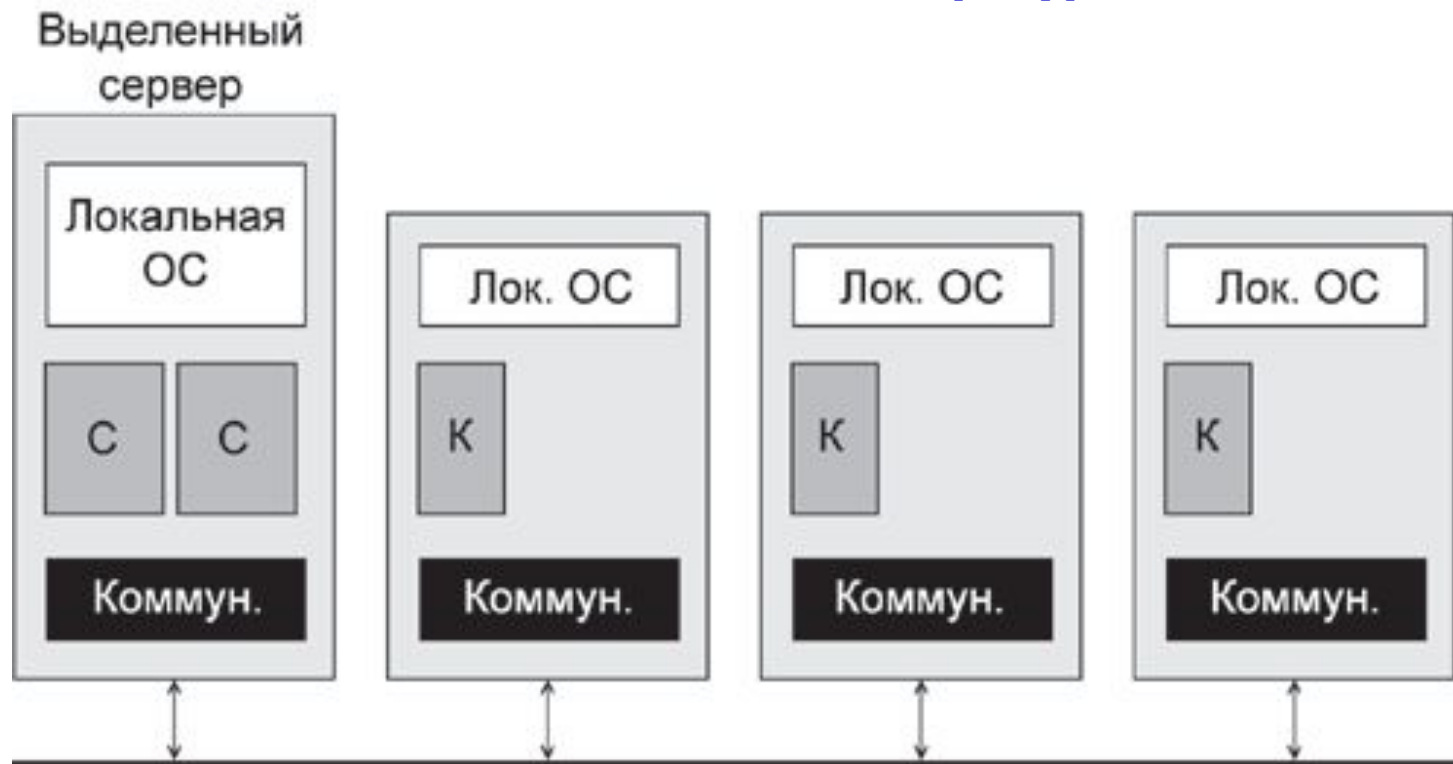 Выделенный
сервер
Локальная
ОС
С
С
Коммун.
Лок. ОС
К
Коммун.
Лок. ОС
К
Коммун.
Лок. ОС
К
Коммун.